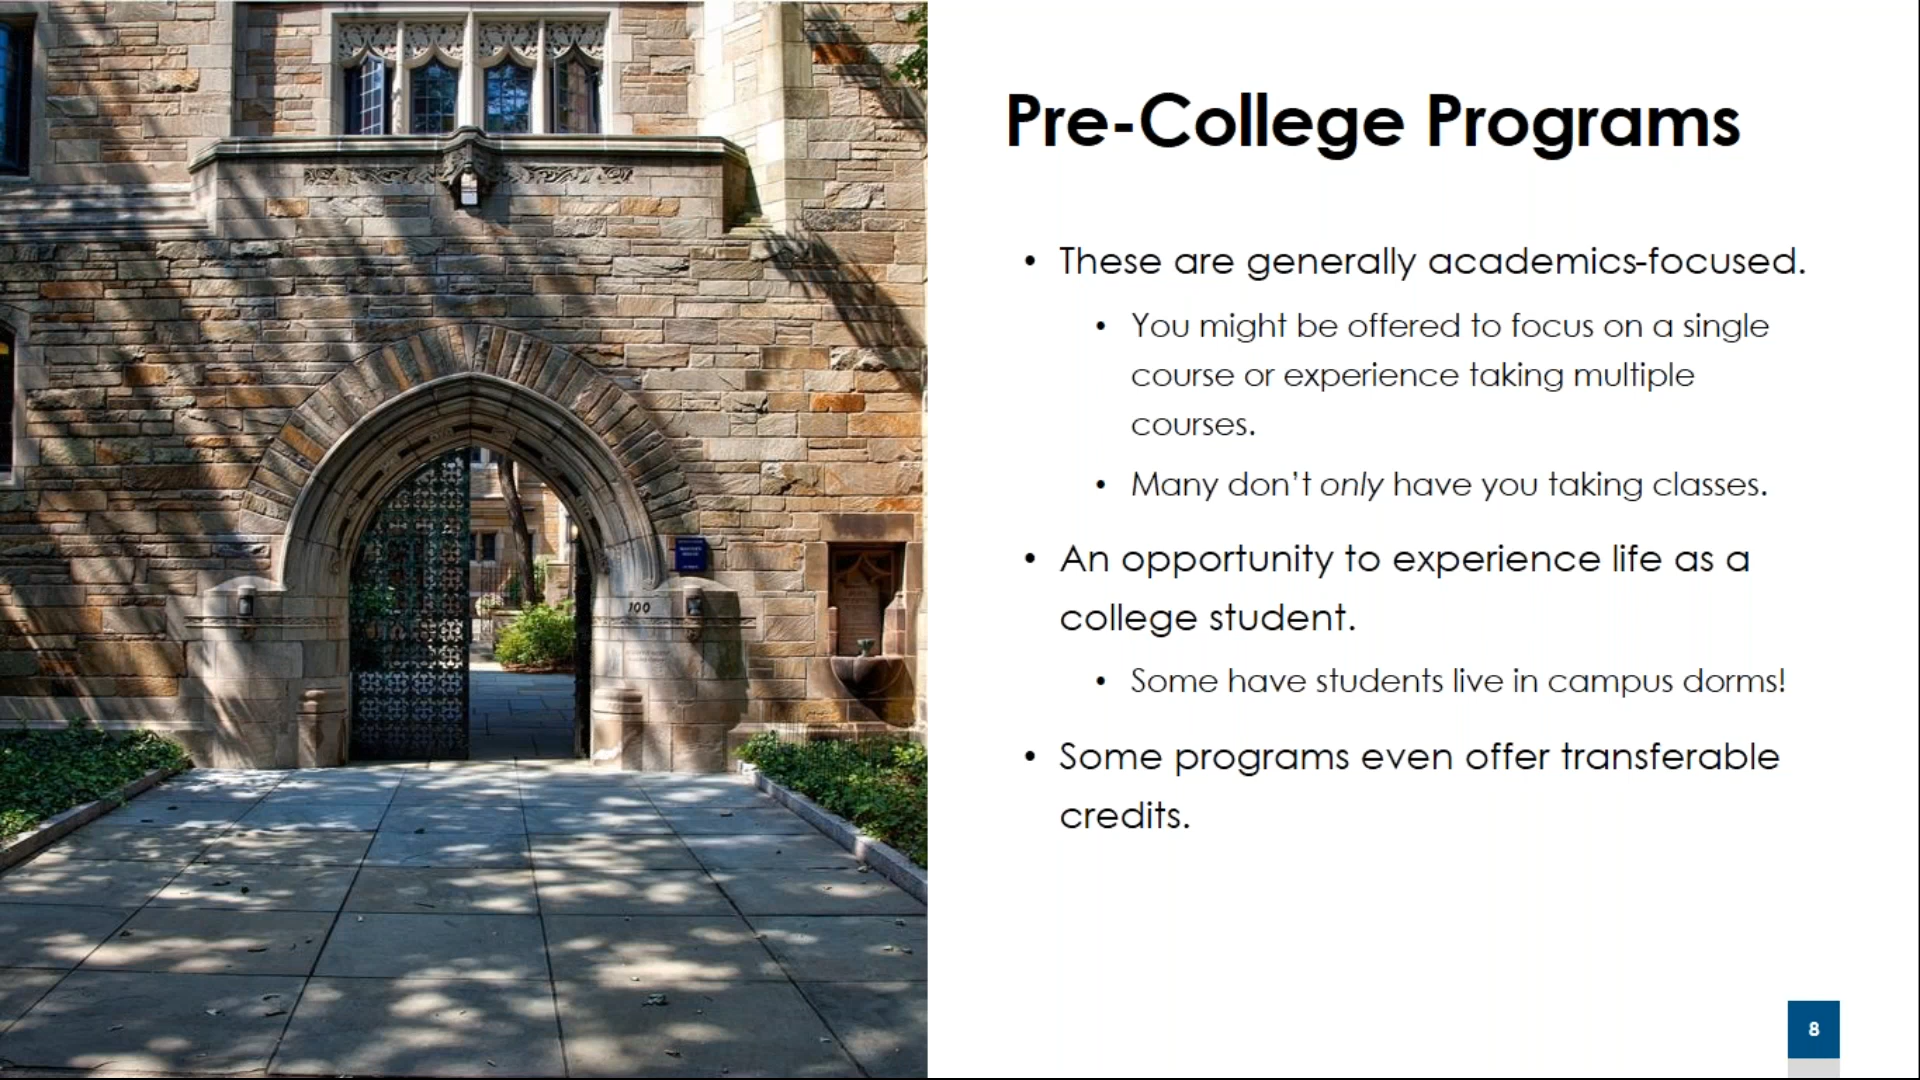 Pre-College Programs
• These are generally academics-focused.
• You might be offered to focus on a single
course or experience taking multiple
courses.
• Many don’t only have you taking classes.
• An opportunity to experience life as a
college student.
• Some have students live in campus dorms!
• Some programs even offer transferable
credits.
100
8